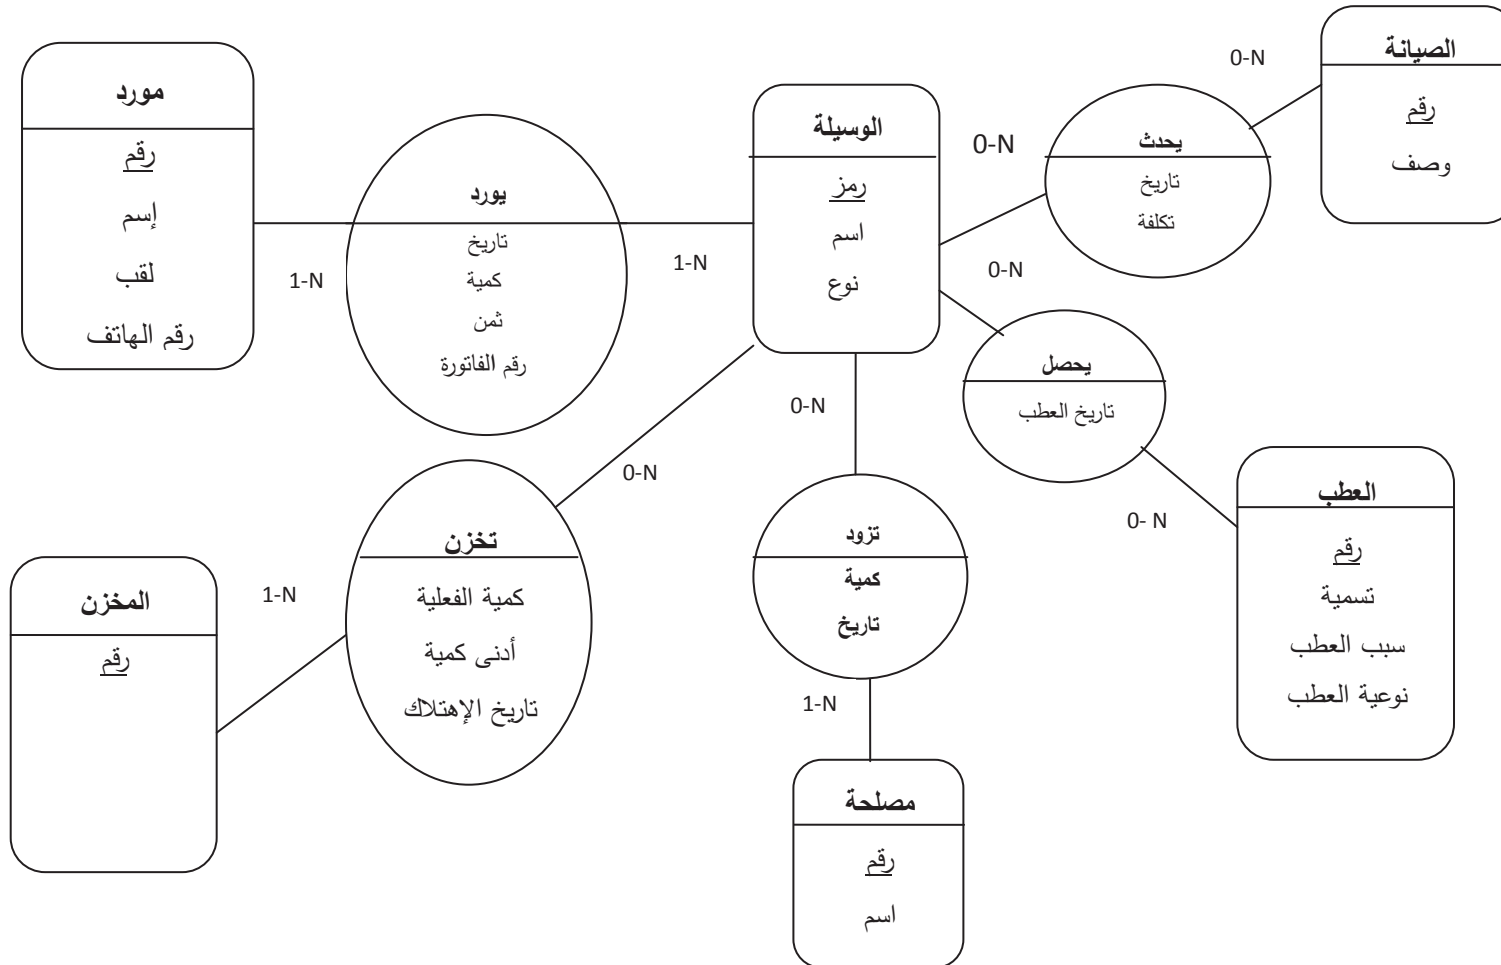 مورد
رقم
إسم
لقب
رقم الهاتف
1-N
يورد
تاريخ
كمية
ثمن
رقم الفاتورة
1-N
الوسيلة
رمز
اسم
نوع
0-N
يحدث
تاريخ
تكلفة
0-N
الصيانة
رقم
وصف
0-N
يحصل
تاريخ العطب
0- N
العطب
رقم
تسمية
سبب العطب
نوعية العطب
0-N
تزود
كمية
تاريخ
1-N
مصلحة
رقم
اسم
0-N
تخزن
كمية الفعلية
أدنى كمية
تاريخ الإهتلاك
1-N
المخزن
رقم